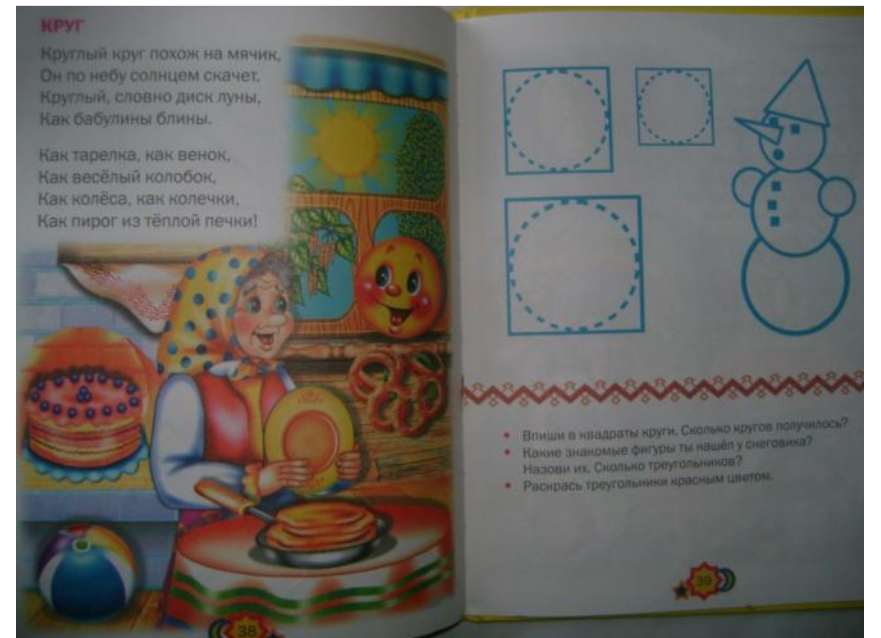 КРУГ
Круглый круг похож на мячик,
Он по небу солнцем скачет,
Круглый, словно диск луны,
Как бабулины блины.
Как тарелка, как венок,
Как весёлый колобок,
Как колёса, как колечки,
Как пирог из тёплой печки!
38
Впиши в квадраты круги. Сколько кругов получилось?
Какие знакомые фигуры ты нашёл у снеговика?
Назови их. Сколько треугольников?
Раскрась треугольники красным цветом.
39